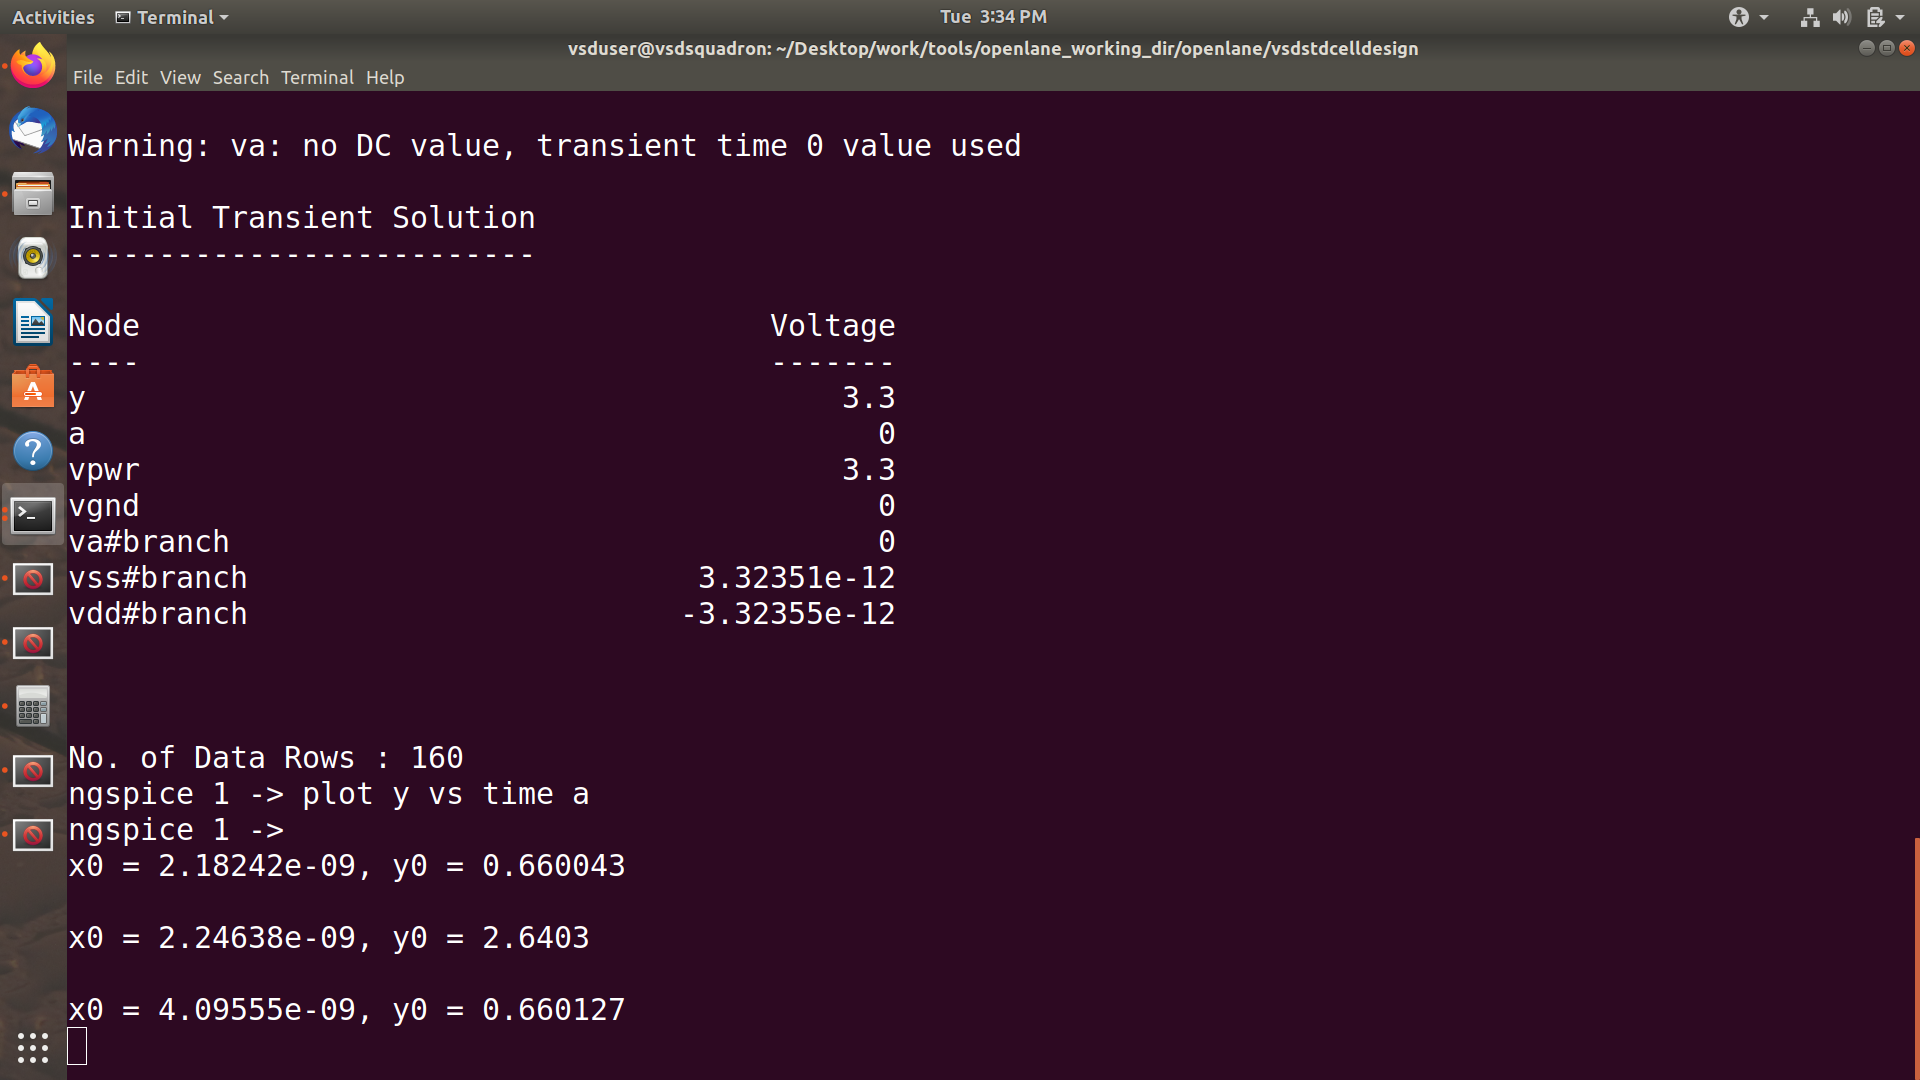 Activities Terminal Tue 3:34 PM
vsduser@vsdsquadron: ~/Desktop/work/tools/openlane_working_dir/openlane/vsdstdcelldesign
File Edit View Search Terminal Help
Warning: va: no DC value, transient time 0 value used
Initial Transient Solution
--------------------------
Node Voltage
---- -------
y 3.3
a 0
vpwr 3.3
vgnd 0
va#branch 0
vss#branch 3.32351e-12
vdd#branch -3.32355e-12
No. of Data Rows : 160
ngspice 1 -> plot y vs time a
ngspice 1 ->
x0 = 2.18242e-09, y0 = 0.660043
x0 = 2.24638e-09, y0 = 2.6403
x0 = 4.09555e-09, y0 = 0.660127